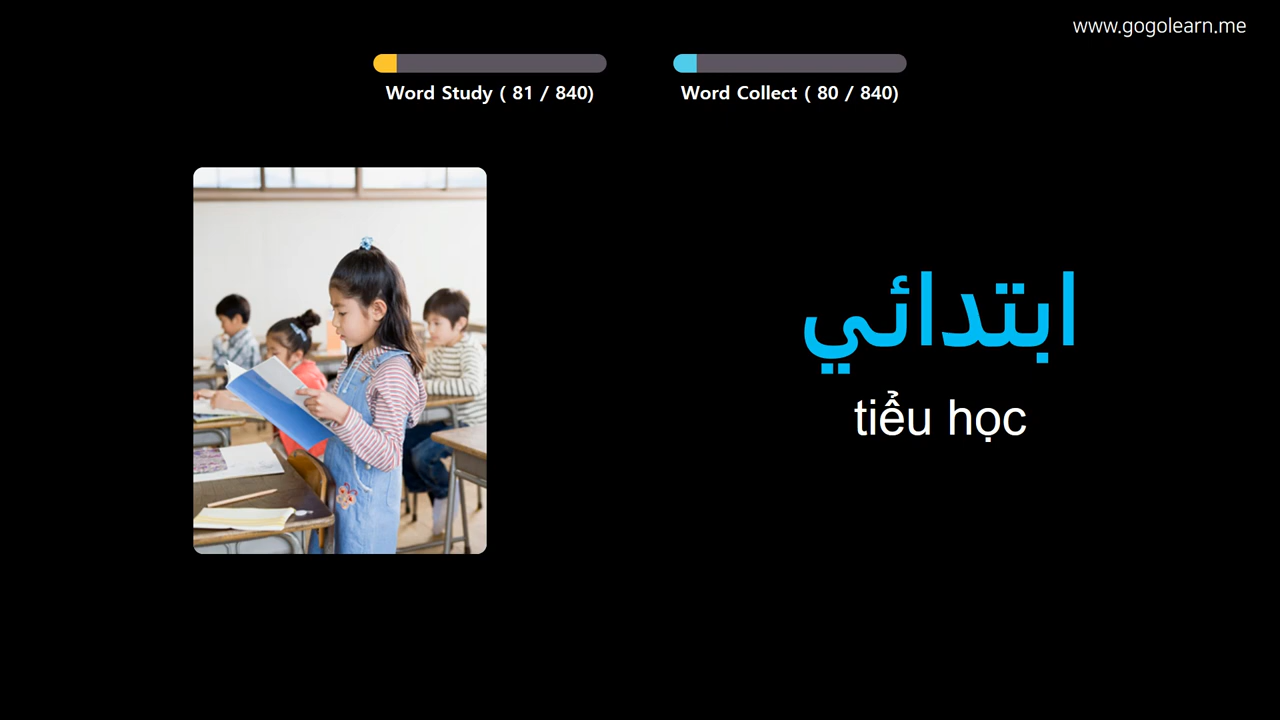 www.gogolearn.me
Word Study ( 81 / 840)
Word Collect ( 80 / 840)
ابتدائي
tiểu học